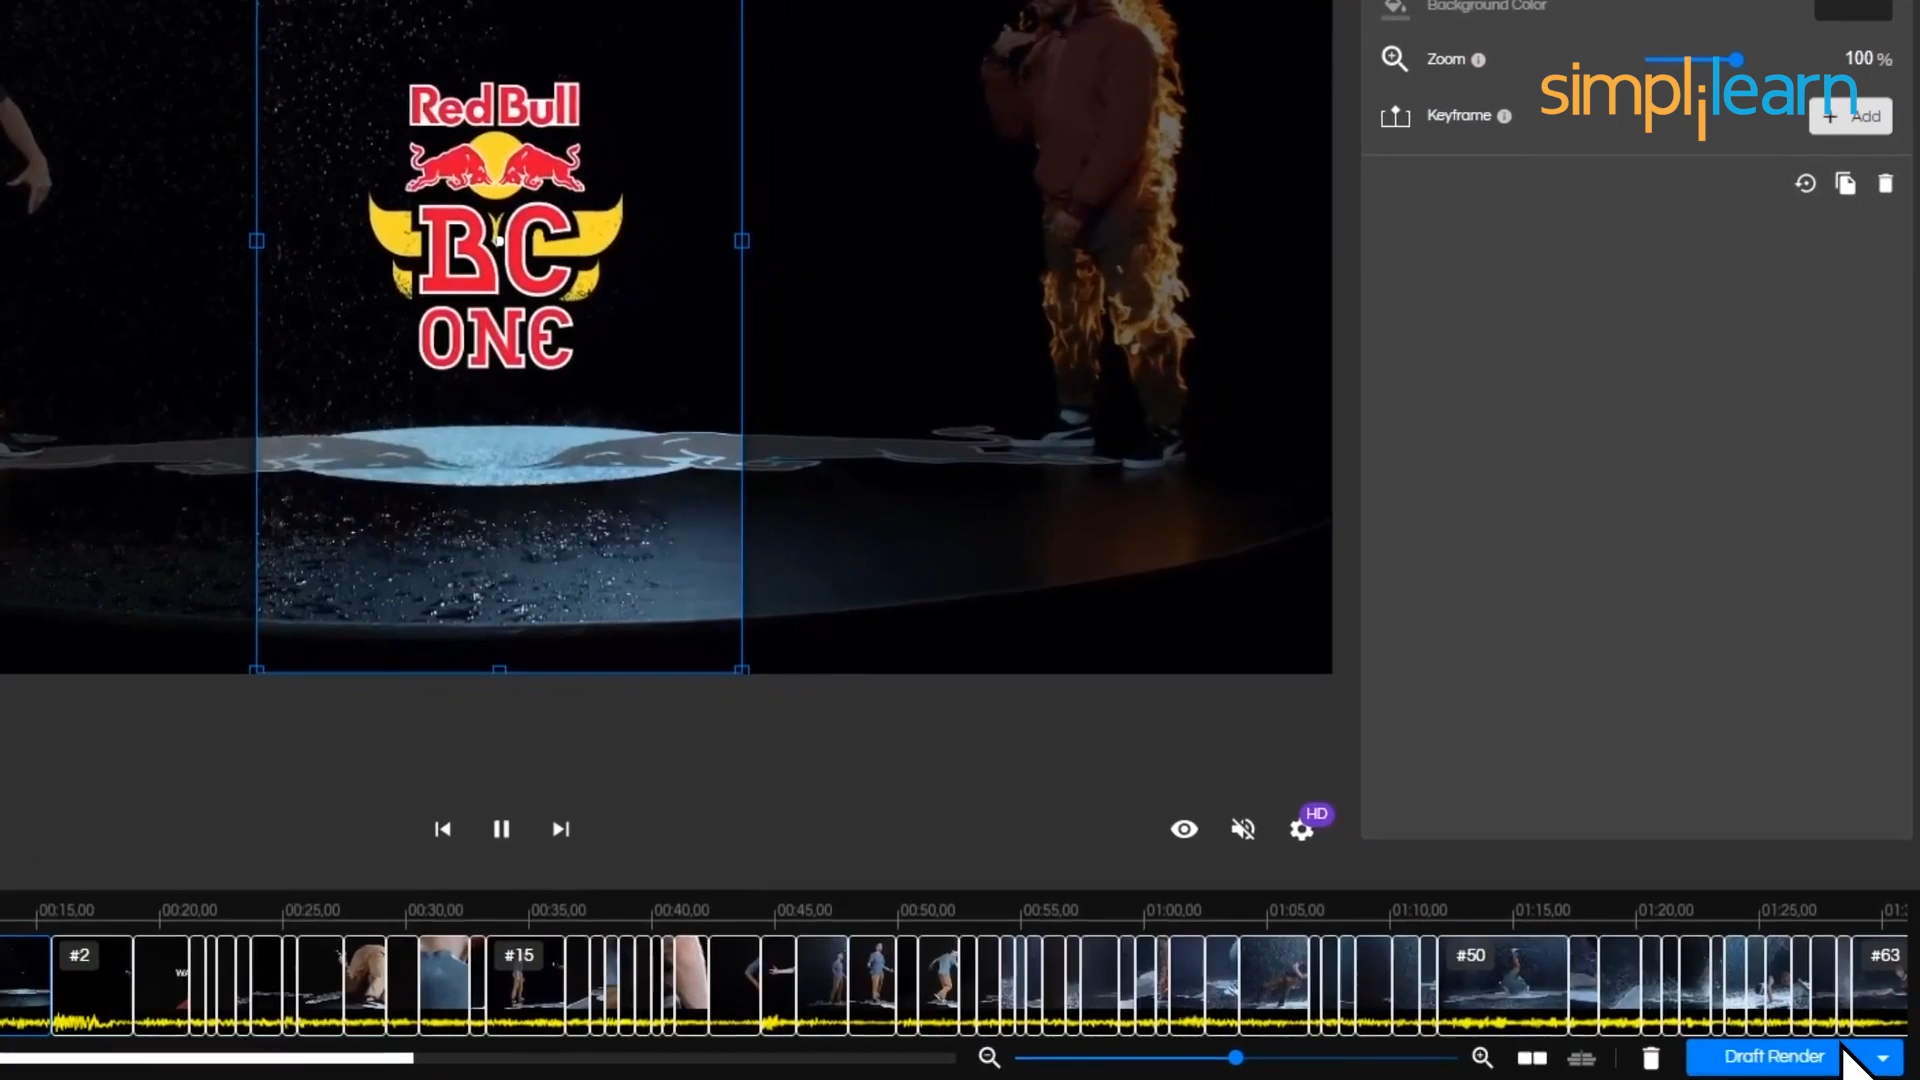 Background Color
Zoom
100 %
simplilearn
Keyframe
+ Add
Red Bull
BC
ONE
HD
00:15,00
00:20,00
00:25,00
00:30,00
00:35,00
00:40,00
00:45,00
00:50,00
00:55,00
01:00,00
01:05,00
01:10,00
01:15,00
01:20,00
01:25,00
#2
WA
#15
#50
#63
Draft Render